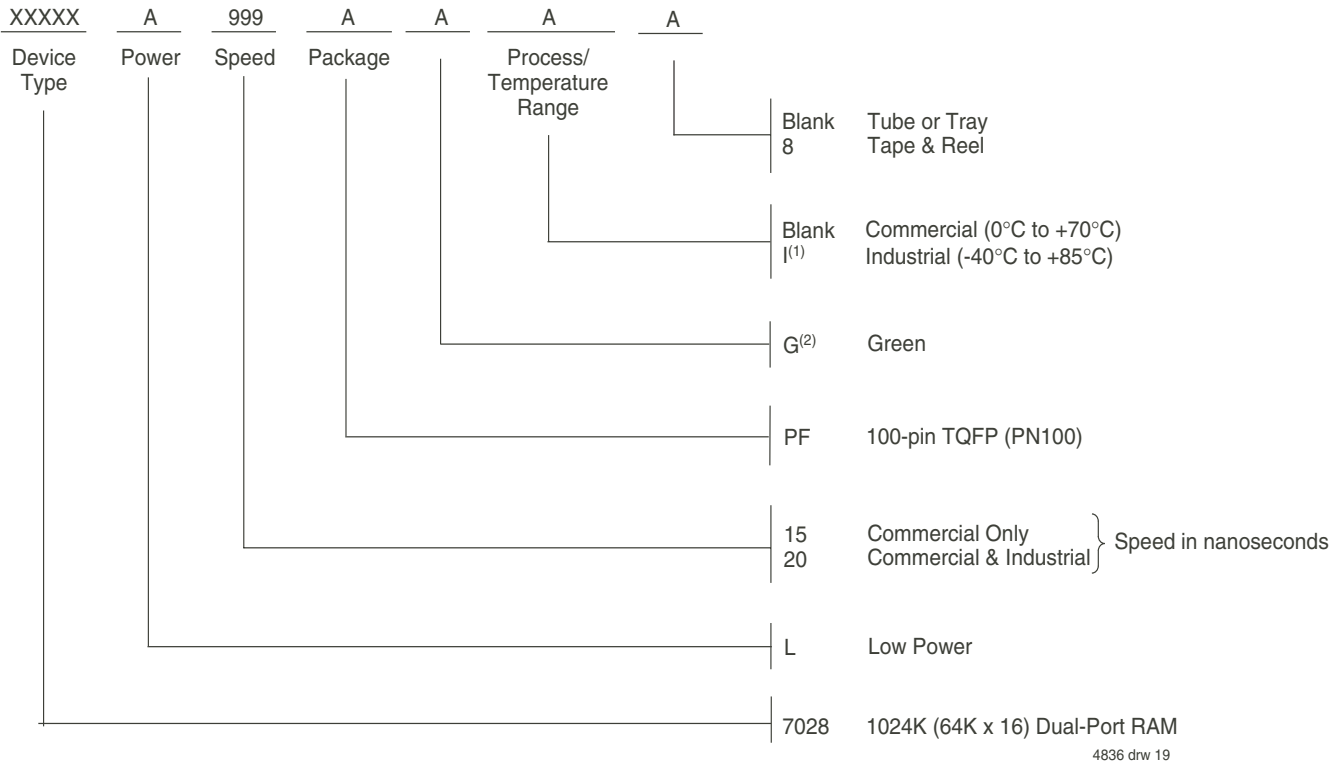 XXXXX A 999 A A A A
Device Type Power Speed Package Process/ Temperature Range
Blank Tube or Tray
8 Tape & Reel
Blank Commercial (0°C to +70°C)
I(1) Industrial (-40°C to +85°C)
G(2) Green
PF 100-pin TQFP (PN100)
15 Commercial Only
20 Commercial & Industrial
Speed in nanoseconds
L Low Power
7028 1024K (64K x 16) Dual-Port RAM
4836 drw 19